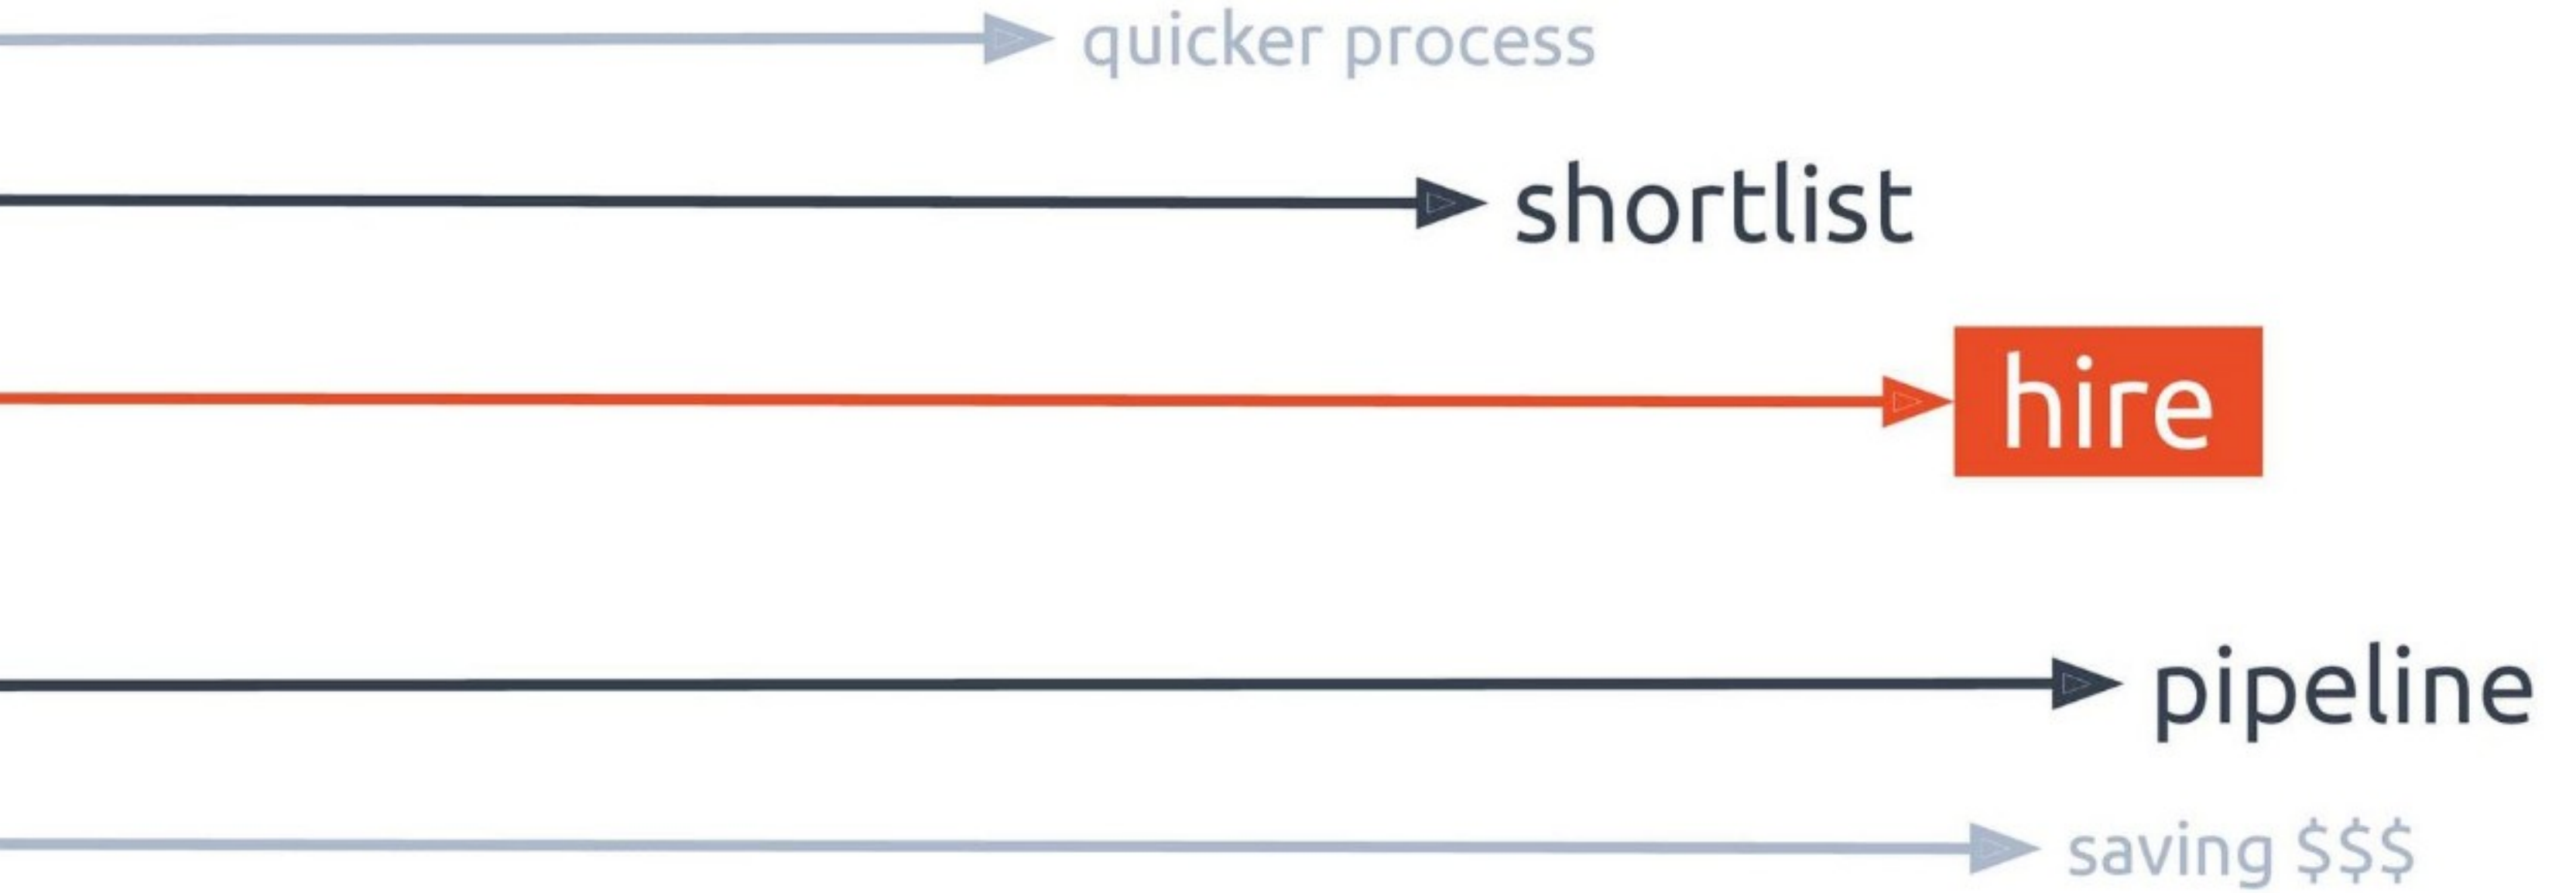 quicker process
shortlist
hire
pipeline
saving $$$